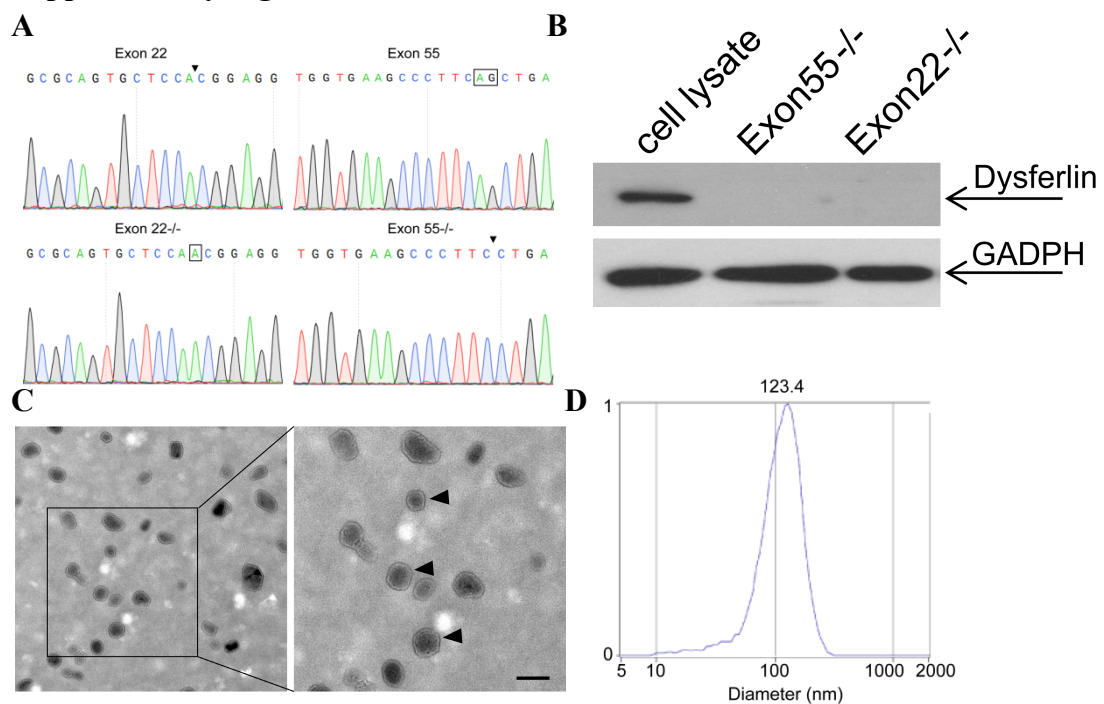 A
Exon 22
GCGCAGTGCTCCACGGAGG
Exon 55
TGGTGAAGCCCTTCAGCTGA
Exon 22-/-
GCGCAGTGCTCCAACGGAGG
Exon 55-/-
TGGTGAAGCCCTTCCTGA
B
cell lysate
Exon55-/-
Exon22-/-
Dysferlin
GADPH
C
D
123.4
1
0
5 10 100 1000 2000
Diameter (nm)